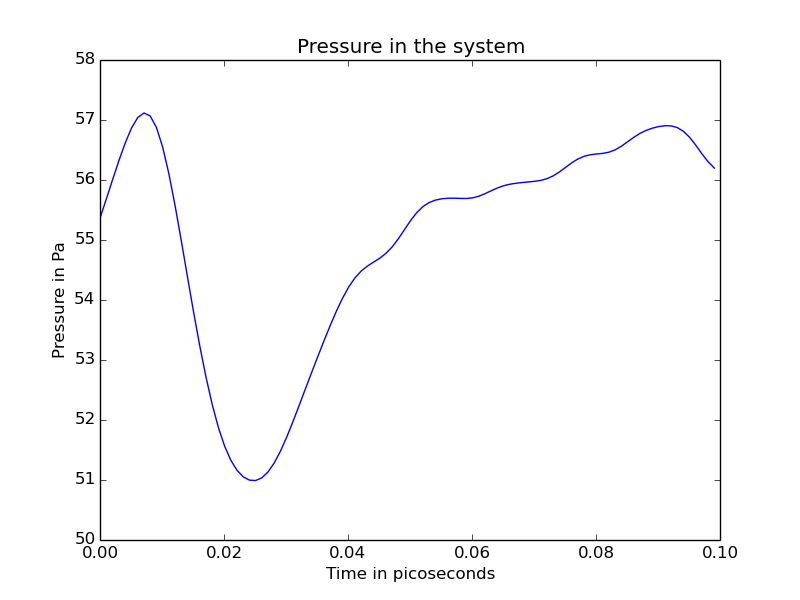 Pressure in the system
58
57
56
55
54
53
52
51
50
Pressure in Pa
0.00 0.02 0.04 0.06 0.08 0.10
Time in picoseconds